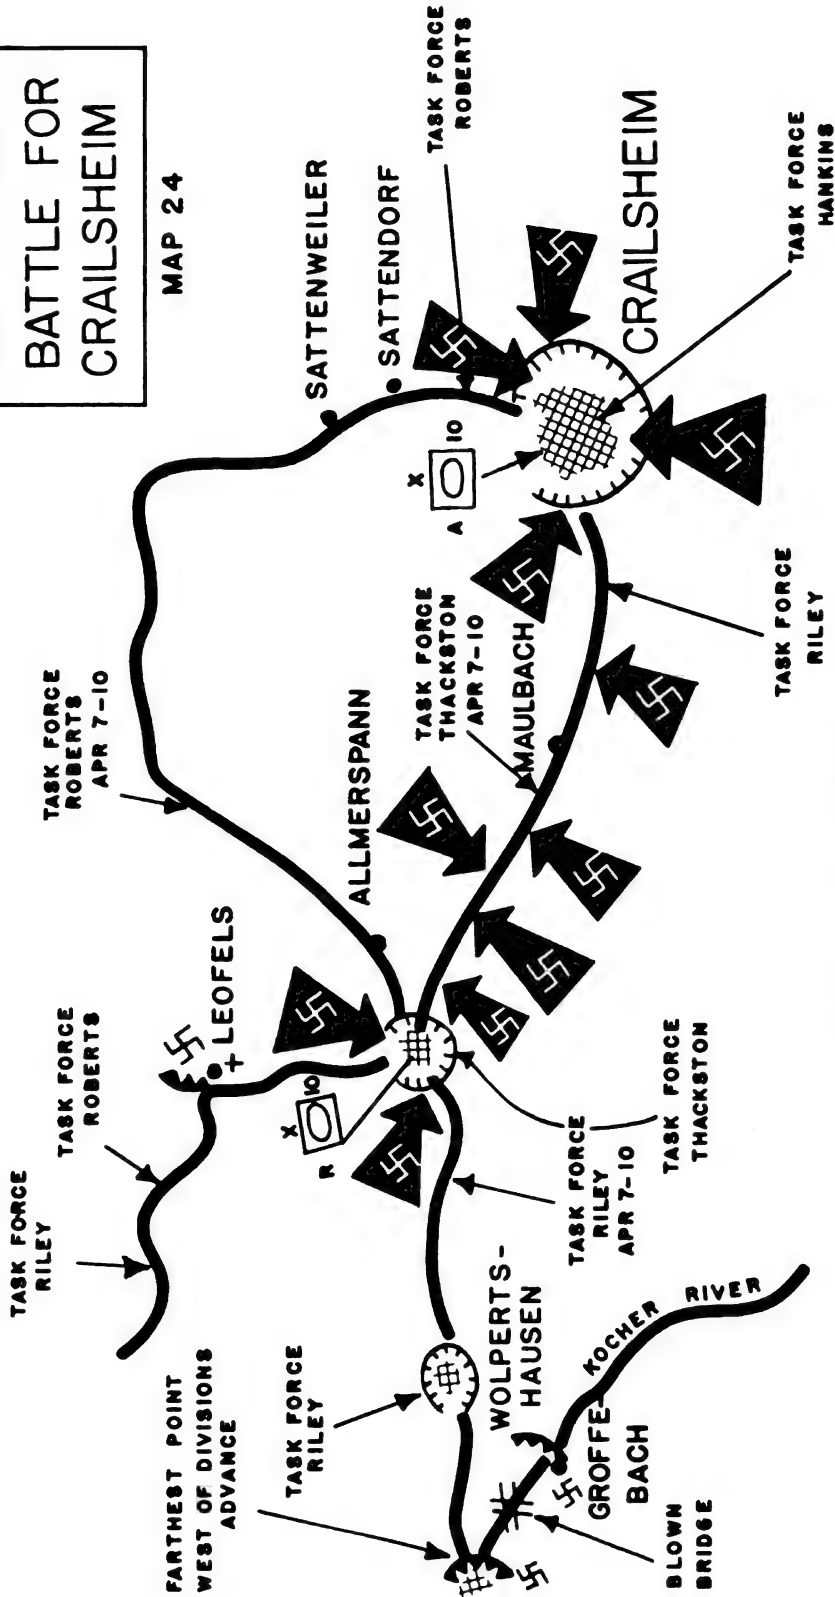 BATTLE FOR
CRAILSHEIM
MAP 24
TASK FORCE
RILEY
TASK FORCE
ROBERTS
LEOFELS
+
TASK FORCE
ROBERTS
APR 7-10
SATTENWEILER
SATTENDORF
TASK FORCE
ROBERTS
ALLMERSPANN
TASK FORCE
THACKSTON
APR 7-10
MAULBACH
X
A
10
CRAILSHEIM
TASK FORCE
HANKINS
TASK FORCE
RILEY
X
R
10
FARTHEST POINT
WEST OF DIVISIONS
ADVANCE
TASK FORCE
RILEY
WOLPERTS-
HAUSEN
TASK FORCE
RILEY
APR 7-10
TASK FORCE
THACKSTON
KOCHER RIVER
GROFFE-
BACH
BLOWN
BRIDGE